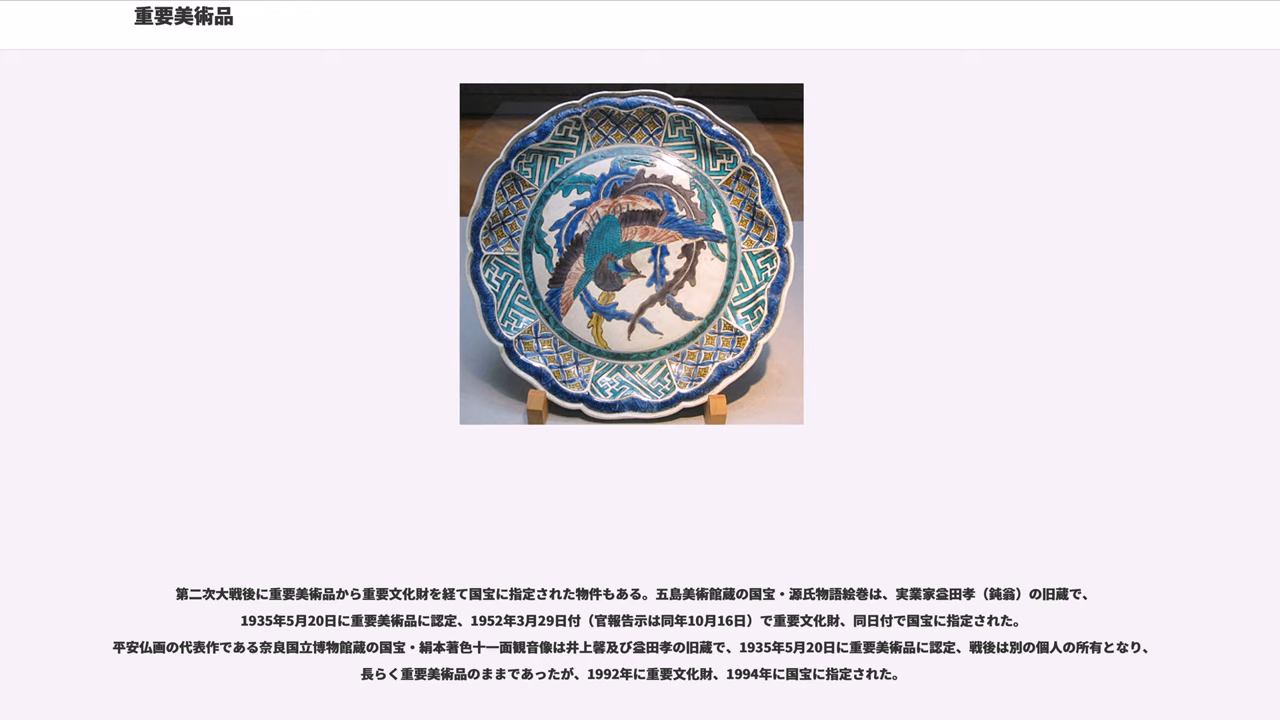 重要美術品
第二次大戦後に重要美術品から重要文化財を経て国宝に指定された物件もある。五島美術館蔵の国宝・源氏物語絵巻は、実業家益田孝（鈍翁）の旧蔵で、
1935年5月20日に重要美術品に認定、1952年3月29日付（官報告示は同年10月16日）で重要文化財、同日付で国宝に指定された。
平安仏画の代表作である奈良国立博物館蔵の国宝・絹本著色十一面観音像は井上馨及び益田孝の旧蔵で、1935年5月20日に重要美術品に認定、戦後は別の個人の所有となり、
長らく重要美術品のままであったが、1992年に重要文化財、1994年に国宝に指定された。